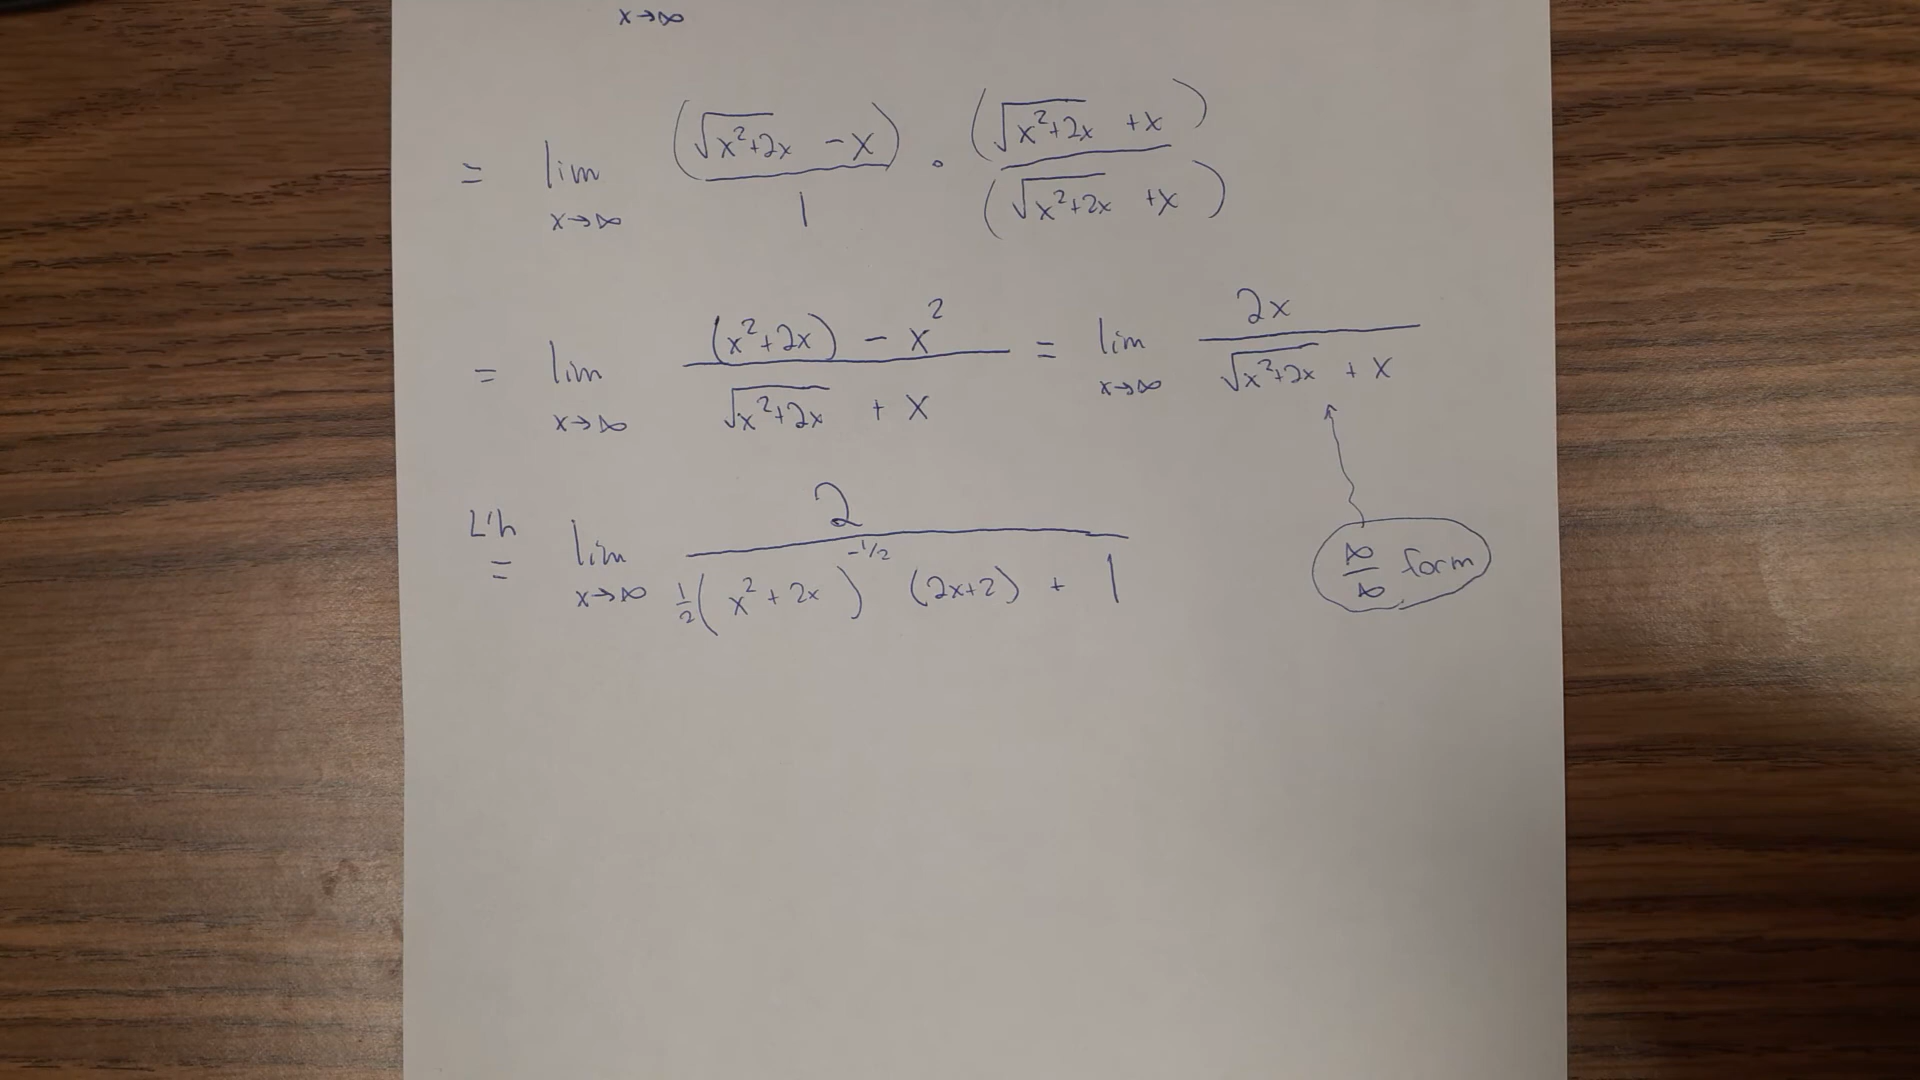 x→∞
= lim x→∞ (√(x²+2x) - x)/1 · (√(x²+2x) + x)/(√(x²+2x) + x)
= lim x→∞ ((x²+2x) - x²)/(√(x²+2x) + x) = lim x→∞ 2x/(√(x²+2x) + x)
L'h = lim x→∞ 2/(½(x²+2x)^(-1/2) (2x+2) + 1)
∞/∞ form